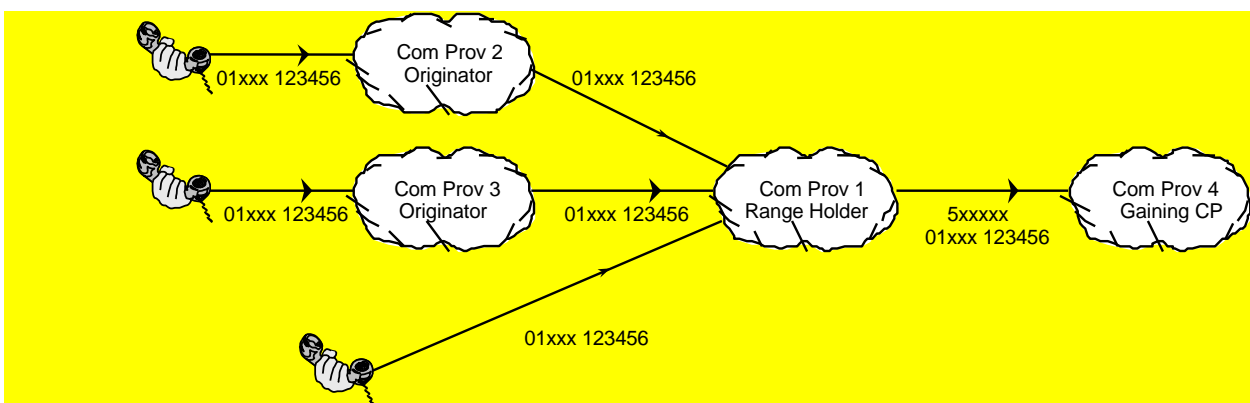 Com Prov 2
Originator
01xxx 123456
01xxx 123456
Com Prov 3
Originator
01xxx 123456
01xxx 123456
Com Prov 1
Range Holder
5xxxxx
01xxx 123456
Com Prov 4
Gaining CP
01xxx 123456